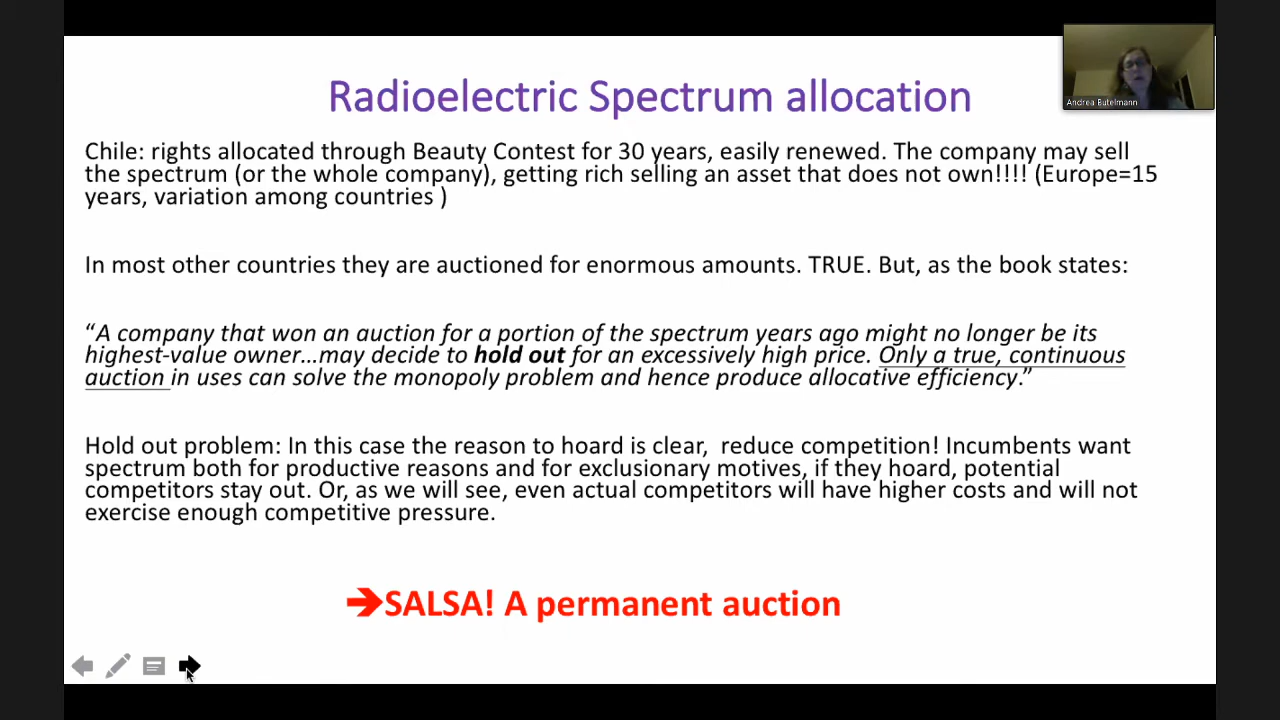 Radioelectric Spectrum allocation
Andrea Butelmann
Chile: rights allocated through Beauty Contest for 30 years, easily renewed. The company may sell
the spectrum (or the whole company), getting rich selling an asset that does not own!!!! (Europe=15
years, variation among countries )
In most other countries they are auctioned for enormous amounts. TRUE. But, as the book states:
“A company that won an auction for a portion of the spectrum years ago might no longer be its
highest-value owner…may decide to hold out for an excessively high price. Only a true, continuous
auction in uses can solve the monopoly problem and hence produce allocative efficiency.”
Hold out problem: In this case the reason to hoard is clear,  reduce competition! Incumbents want
spectrum both for productive reasons and for exclusionary motives, if they hoard, potential
competitors stay out. Or, as we will see, even actual competitors will have higher costs and will not
exercise enough competitive pressure.
➔SALSA! A permanent auction